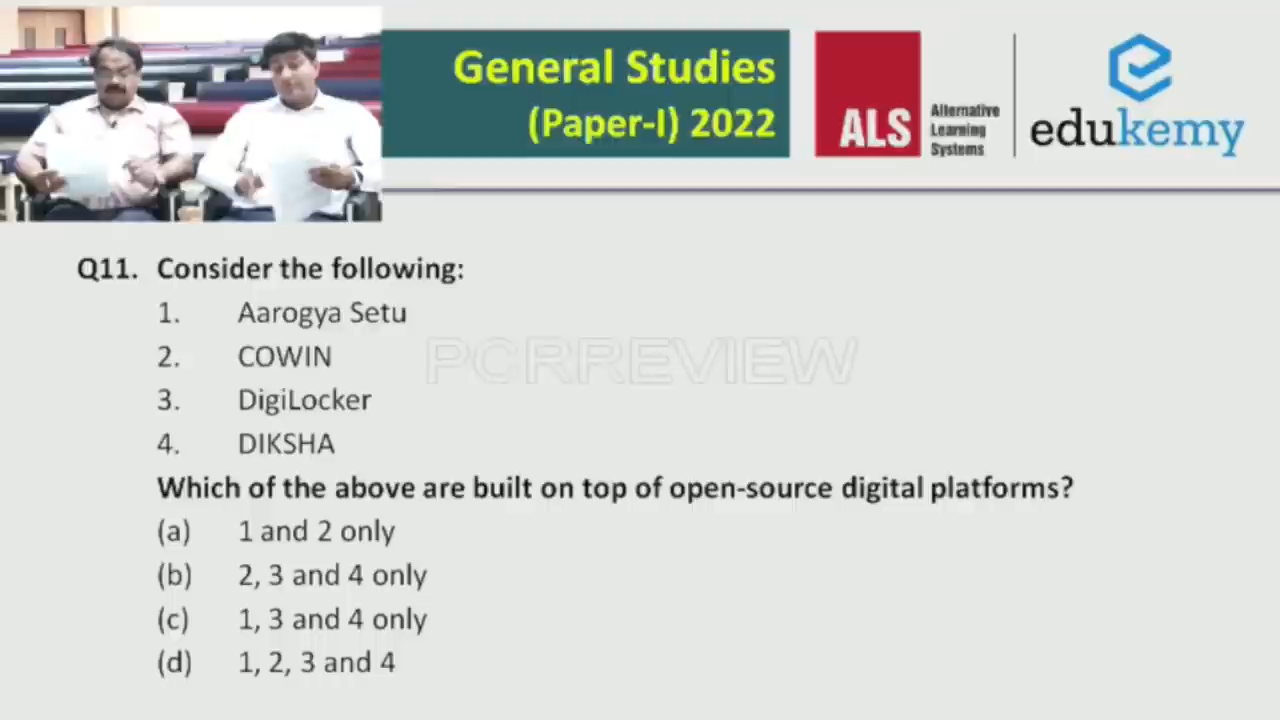 General Studies
(Paper-I) 2022
ALS
Alternative
Learning
Systems
edukemy
Q11. Consider the following:
1. Aarogya Setu
2. COWIN
3. DigiLocker
4. DIKSHA
PCRREVIEW
Which of the above are built on top of open-source digital platforms?
(a) 1 and 2 only
(b) 2, 3 and 4 only
(c) 1, 3 and 4 only
(d) 1, 2, 3 and 4